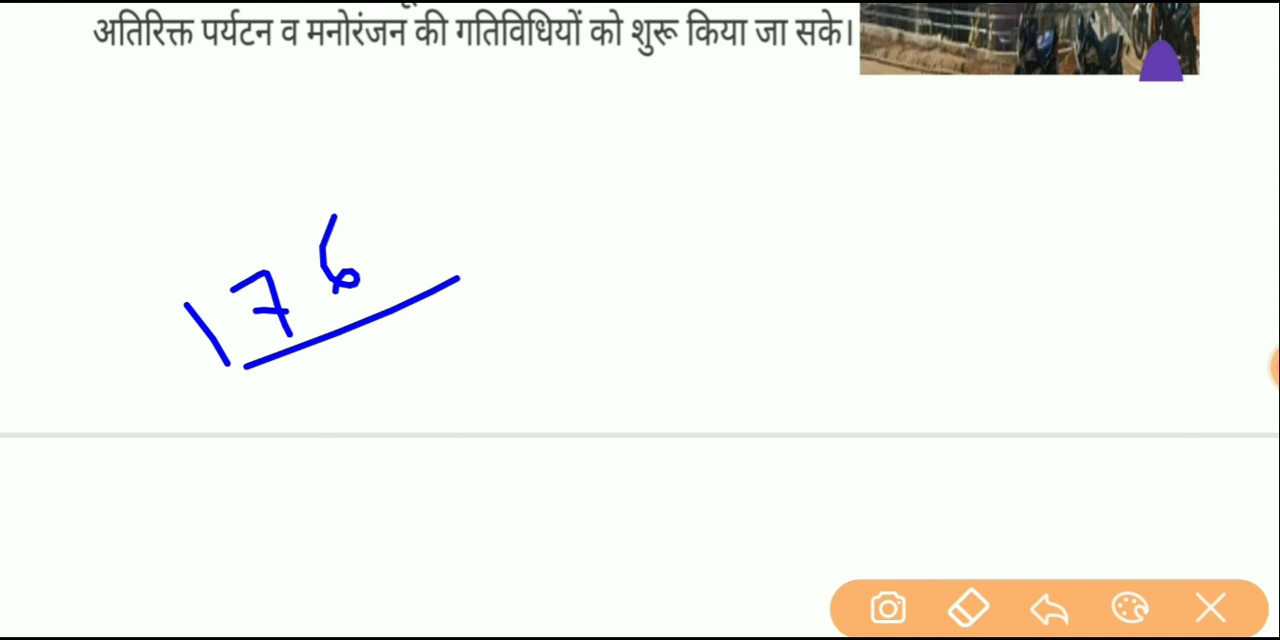 अतिरिक्त पर्यटन व मनोरंजन की गतिविधियों को शुरू किया जा सके।
176